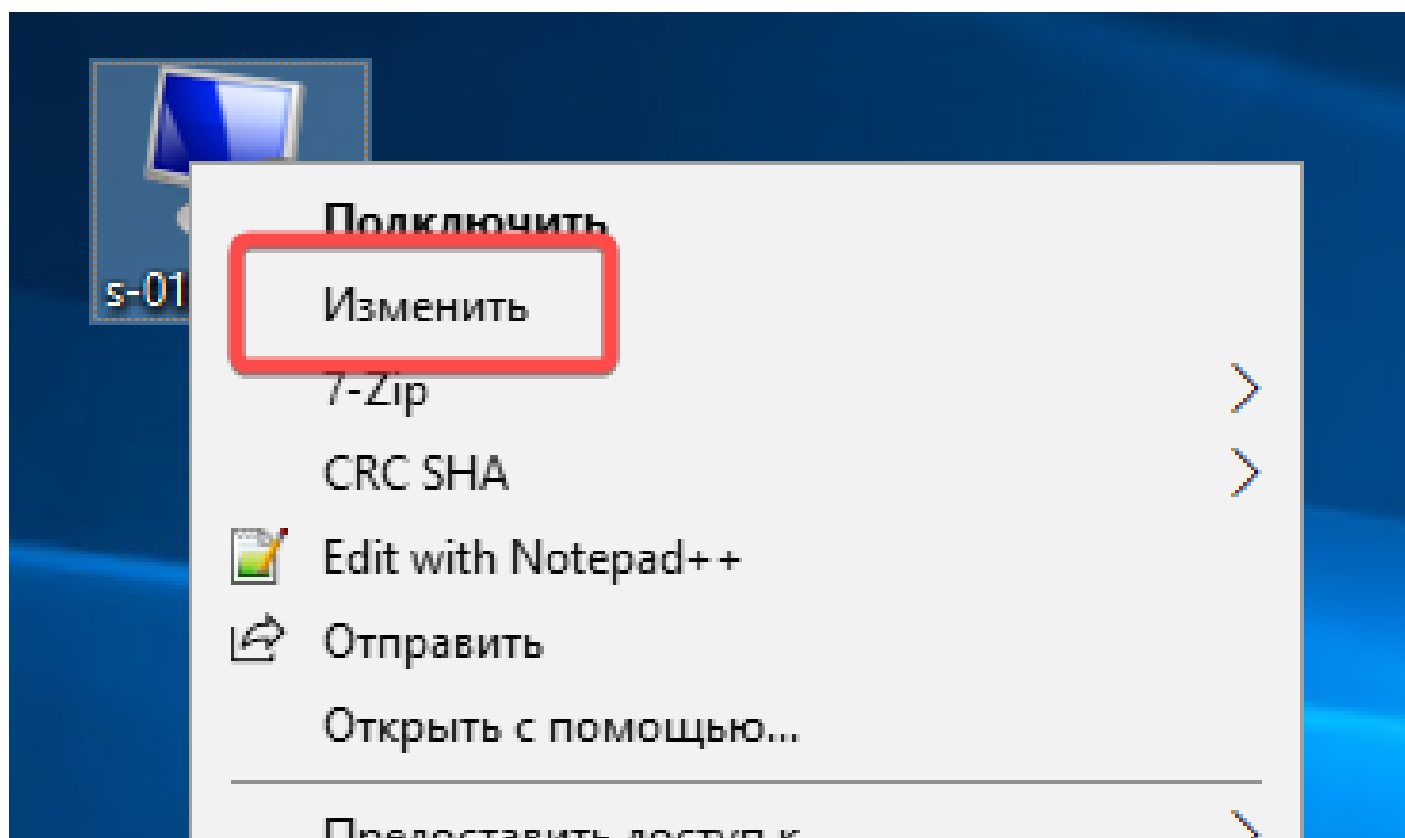 s-01
Подключить
Изменить
7-Zip
CRC SHA
Edit with Notepad++
Отправить
Открыть с помощью...
Предоставить доступ к